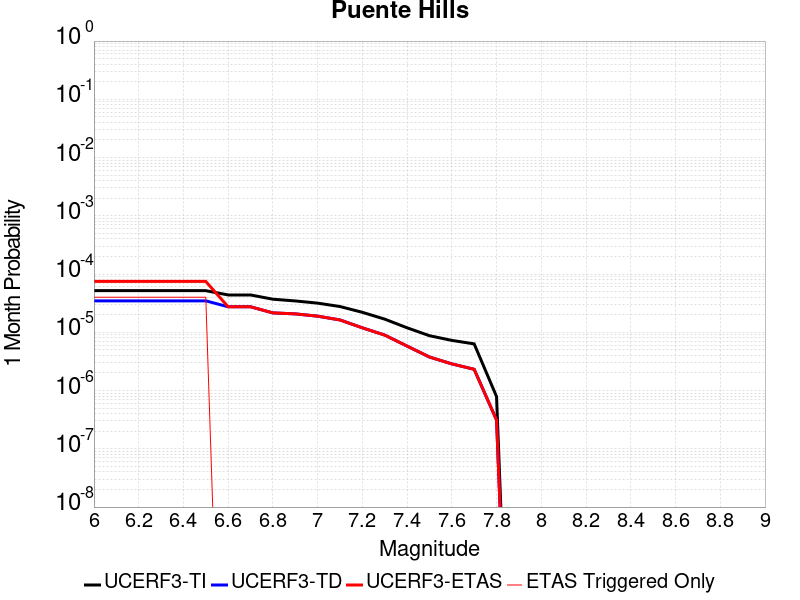 Puente Hills
1 Month Probability
10^0
10^-1
10^-2
10^-3
10^-4
10^-5
10^-6
10^-7
10^-8
6 6.2 6.4 6.6 6.8 7 7.2 7.4 7.6 7.8 8 8.2 8.4 8.6 8.8 9
Magnitude
UCERF3-TI UCERF3-TD UCERF3-ETAS ETAS Triggered Only